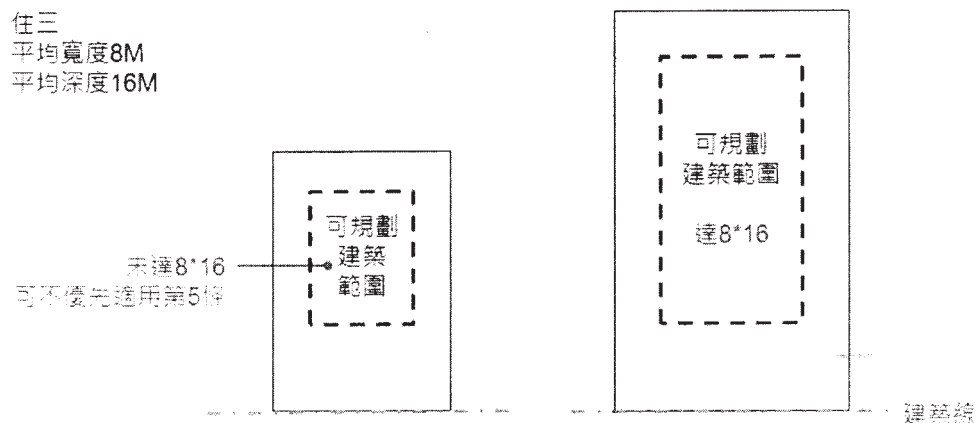 住三
平均寬度8M
平均深度16M
可規劃
建築
範圍
未達8*16
可不優先適用第5條
可規劃
建築範圍
達8*16
建築線